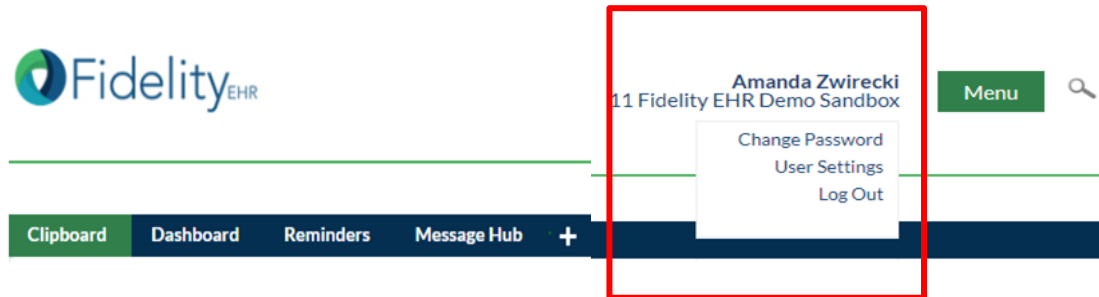 Fidelity EHR
Amanda Zwirecki
11 Fidelity EHR Demo Sandbox
Menu
Change Password
User Settings
Log Out
Clipboard Dashboard Reminders Message Hub +